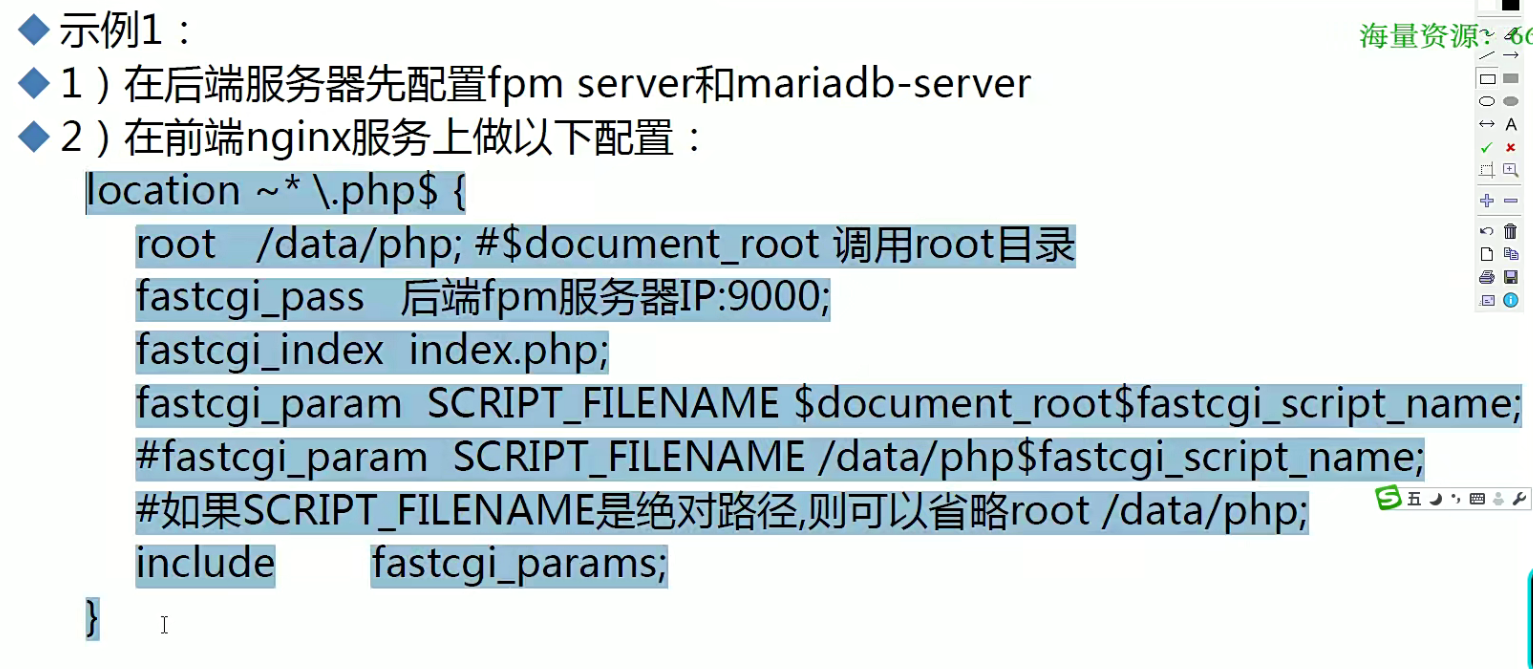 示例1：
海量资源：66
1）在后端服务器先配置fpm server和mariadb-server
2）在前端nginx服务上做以下配置：
location ~* \.php$ {
root /data/php; #$document_root 调用root目录
fastcgi_pass 后端fpm服务器IP:9000;
fastcgi_index index.php;
fastcgi_param SCRIPT_FILENAME $document_root$fastcgi_script_name;
#fastcgi_param SCRIPT_FILENAME /data/php$fastcgi_script_name;
#如果SCRIPT_FILENAME是绝对路径,则可以省略root /data/php;
五
include fastcgi_params;
}